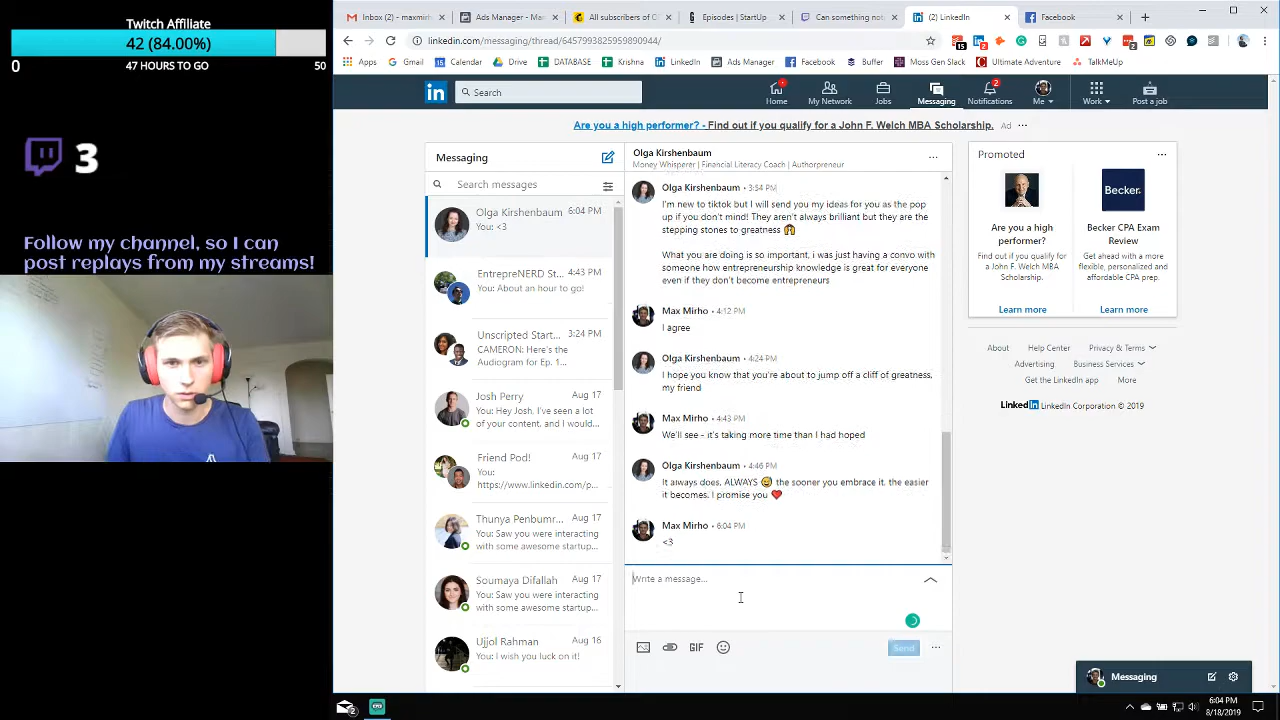 Twitch Affiliate
42 (84.00%)
0 47 HOURS TO GO 50
3
Follow my channel, so I can
post replays from my streams!
Inbox (2) - maxmirh
Ads Manager - Man
All subscribers of C
Episodes | StartUp
Can something not
(2) LinkedIn
Facebook
linkedin.com/messaging/thread/6457993825959890944/
Apps
Gmail
Calendar
Drive
DATABASE
Krishna
LinkedIn
Ads Manager
Facebook
Buffer
Moss Gen Slack
Ultimate Adventure
TalkMeUp
in
Search
Home
My Network
Jobs
Messaging
Notifications
Me
Work
Post a job
Are you a high performer? - Find out if you qualify for a John F. Welch MBA Scholarship. Ad ···
Messaging
Search messages
Olga Kirshenbaum 6:04 PM
You: <3
EntrepreNERD St... 4:43 PM
You: About an hour to go!
Unscripted Start... 3:24 PM
CAMERON: Here's the
Audiogram for Ep. 1...
Josh Perry Aug 17
You: Hey Josh, I've seen a lot
of your content, and I would...
Friend Pod! Aug 17
You:
https://www.linkedin.com/p...
Thunya Penbumr... Aug 17
You: Saw you were interacting
with some awesome startup...
Soumaya Difallah Aug 17
You: Saw you were interacting
with some awesome startup...
Ujjol Rahman Aug 16
You: I wish you luck on it!
Olga Kirshenbaum
Money Whisperer | Financial Literacy Coach | Authorpreneur
Olga Kirshenbaum • 3:54 PM
I'm new to tiktok but I will send you my ideas for you as the pop
up if you don't mind! They aren't always brilliant but they are the
stepping stones to greatness 🙌
What you are doing is so important, i was just having a convo with
someone how entrepreneurship knowledge is great for everyone
even if they don't become entrepreneurs
Max Mirho • 4:12 PM
I agree
Olga Kirshenbaum • 4:24 PM
I hope you know that you're about to jump off a cliff of greatness,
my friend
Max Mirho • 4:43 PM
We'll see - it's taking more time than I had hoped
Olga Kirshenbaum • 4:46 PM
It always does. ALWAYS 😄 the sooner you embrace it, the easier
it becomes. I promise you ❤️
Max Mirho • 6:04 PM
<3
Write a message...
GIF
Send
Promoted
Becker.
Are you a high
performer?
Find out if you qualify for a
John F. Welch MBA
Scholarship.
Learn more
Becker CPA Exam
Review
Get ahead with a more
flexible, personalized and
affordable CPA prep.
Learn more
About Help Center Privacy & Terms
Advertising Business Services
Get the LinkedIn app More
Linked in LinkedIn Corporation © 2019
Messaging
6:04 PM
8/18/2019